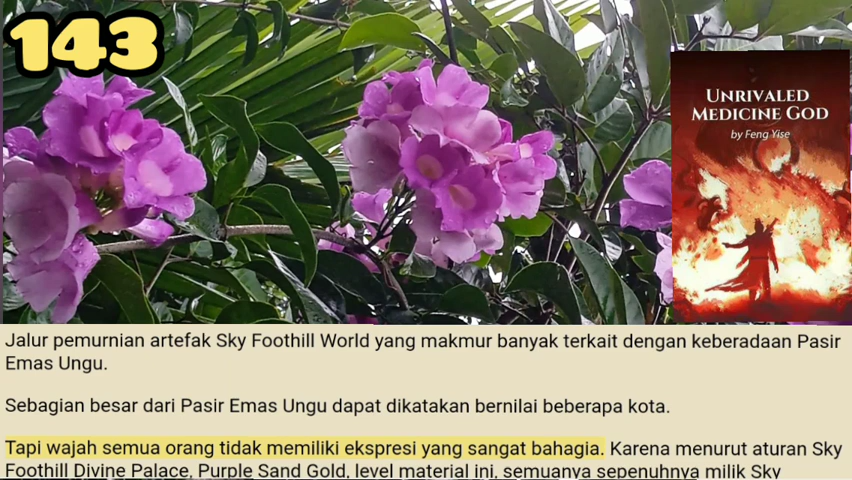 143
UNRIVALED
MEDICINE GOD
by Feng Yise
Jalur pemurnian artefak Sky Foothill World yang makmur banyak terkait dengan keberadaan Pasir
Emas Ungu.
Sebagian besar dari Pasir Emas Ungu dapat dikatakan bernilai beberapa kota.
Tapi wajah semua orang tidak memiliki ekspresi yang sangat bahagia. Karena menurut aturan Sky
Foothill Divine Palace, Purple Sand Gold, level material ini, semuanya sepenuhnya milik Sky